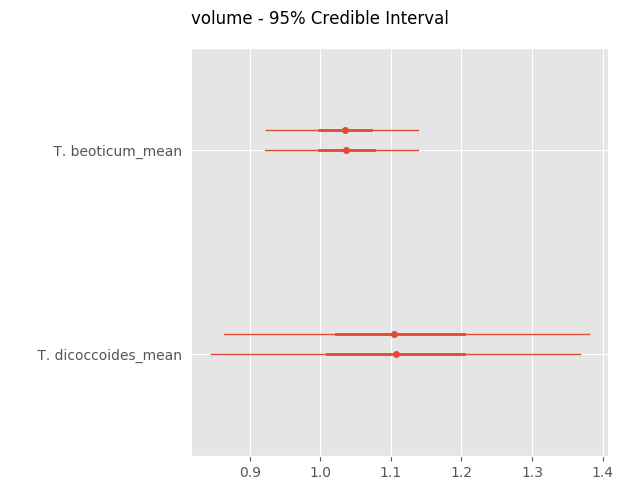 volume - 95% Credible Interval
T. beoticum_mean
T. dicoccoides_mean
0.9 1.0 1.1 1.2 1.3 1.4